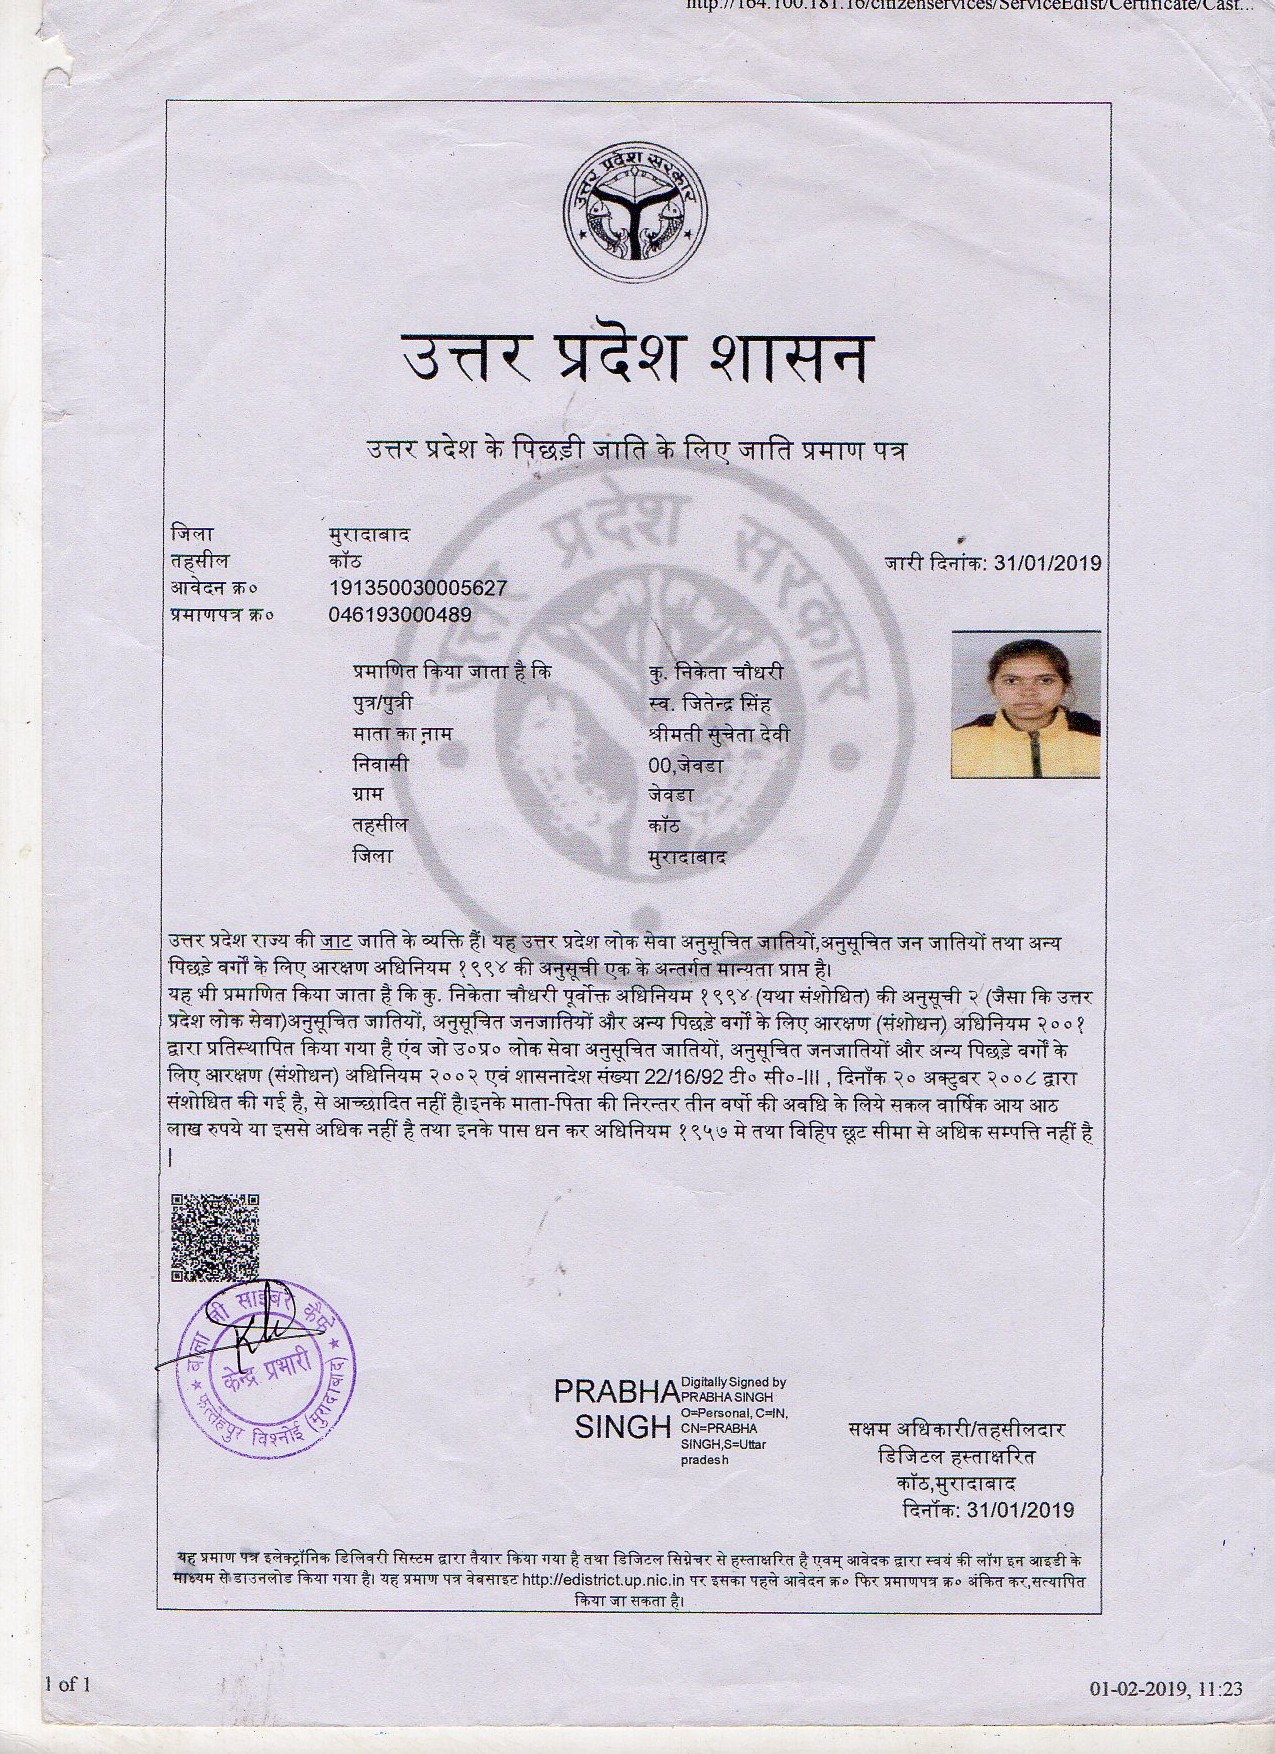 http://164.100.181.16/citizenservices/ServiceEdist/Certificate/Cast...
उत्तर प्रदेश सरकार
उत्तर प्रदेश शासन
उत्तर प्रदेश के पिछड़ी जाति के लिए जाति प्रमाण पत्र
उत्तर प्रदेश सरकार
जिला मुरादाबाद
तहसील कॉठ जारी दिनांक: 31/01/2019
आवेदन क्र० 191350030005627
प्रमाणपत्र क्र० 046193000489
प्रमाणित किया जाता है कि कु. निकेता चौधरी
पुत्र/पुत्री स्व. जितेन्द्र सिंह
माता का नाम श्रीमती सुचेता देवी
निवासी 00,जेवडा
ग्राम जेवडा
तहसील कॉठ
जिला मुरादाबाद
उत्तर प्रदेश राज्य की जाट जाति के व्यक्ति हैं। यह उत्तर प्रदेश लोक सेवा अनुसूचित जातियों,अनुसूचित जन जातियों तथा अन्य
पिछड़े वर्गों के लिए आरक्षण अधिनियम १९९४ की अनुसूची एक के अन्तर्गत मान्यता प्राप्त है।
यह भी प्रमाणित किया जाता है कि कु. निकेता चौधरी पूर्वोक्त अधिनियम १९९४ (यथा संशोधित) की अनुसूची २ (जैसा कि उत्तर
प्रदेश लोक सेवा)अनुसूचित जातियों, अनुसूचित जनजातियों और अन्य पिछड़े वर्गों के लिए आरक्षण (संशोधन) अधिनियम २००१
द्वारा प्रतिस्थापित किया गया है एंव जो उ०प्र० लोक सेवा अनुसूचित जातियों, अनुसूचित जनजातियों और अन्य पिछड़े वर्गों के
लिए आरक्षण (संशोधन) अधिनियम २००२ एवं शासनादेश संख्या 22/16/92 टी० सी०-III , दिनाँक २० अक्टुबर २००८ द्वारा
संशोधित की गई है, से आच्छादित नहीं है।इनके माता-पिता की निरन्तर तीन वर्षो की अवधि के लिये सकल वार्षिक आय आठ
लाख रुपये या इससे अधिक नहीं है तथा इनके पास धन कर अधिनियम १९५७ मे तथा विहिप छूट सीमा से अधिक सम्पत्ति नहीं है
|
बाला जी साइबर कैफे
केन्द्र प्रभारी
फत्तेहपुर विश्नोई (मुरादाबाद)
PRABHA SINGH
Digitally Signed by
PRABHA SINGH
O=Personal, C=IN,
CN=PRABHA
SINGH,S=Uttar
pradesh
सक्षम अधिकारी/तहसीलदार
डिजिटल हस्ताक्षरित
कॉठ,मुरादाबाद
दिनॉक: 31/01/2019
यह प्रमाण पत्र इलेक्ट्रॉनिक डिलिवरी सिस्टम द्वारा तैयार किया गया है तथा डिजिटल सिग्नेचर से हस्ताक्षरित है एवम् आवेदक द्वारा स्वयं की लॉग इन आइडी के
माध्यम से डाउनलोड किया गया है। यह प्रमाण पत्र वेबसाइट http://edistrict.up.nic.in पर इसका पहले आवेदन क्र० फिर प्रमाणपत्र क्र० अंकित कर,सत्यापित
किया जा सकता है।
1 of 1 01-02-2019, 11:23